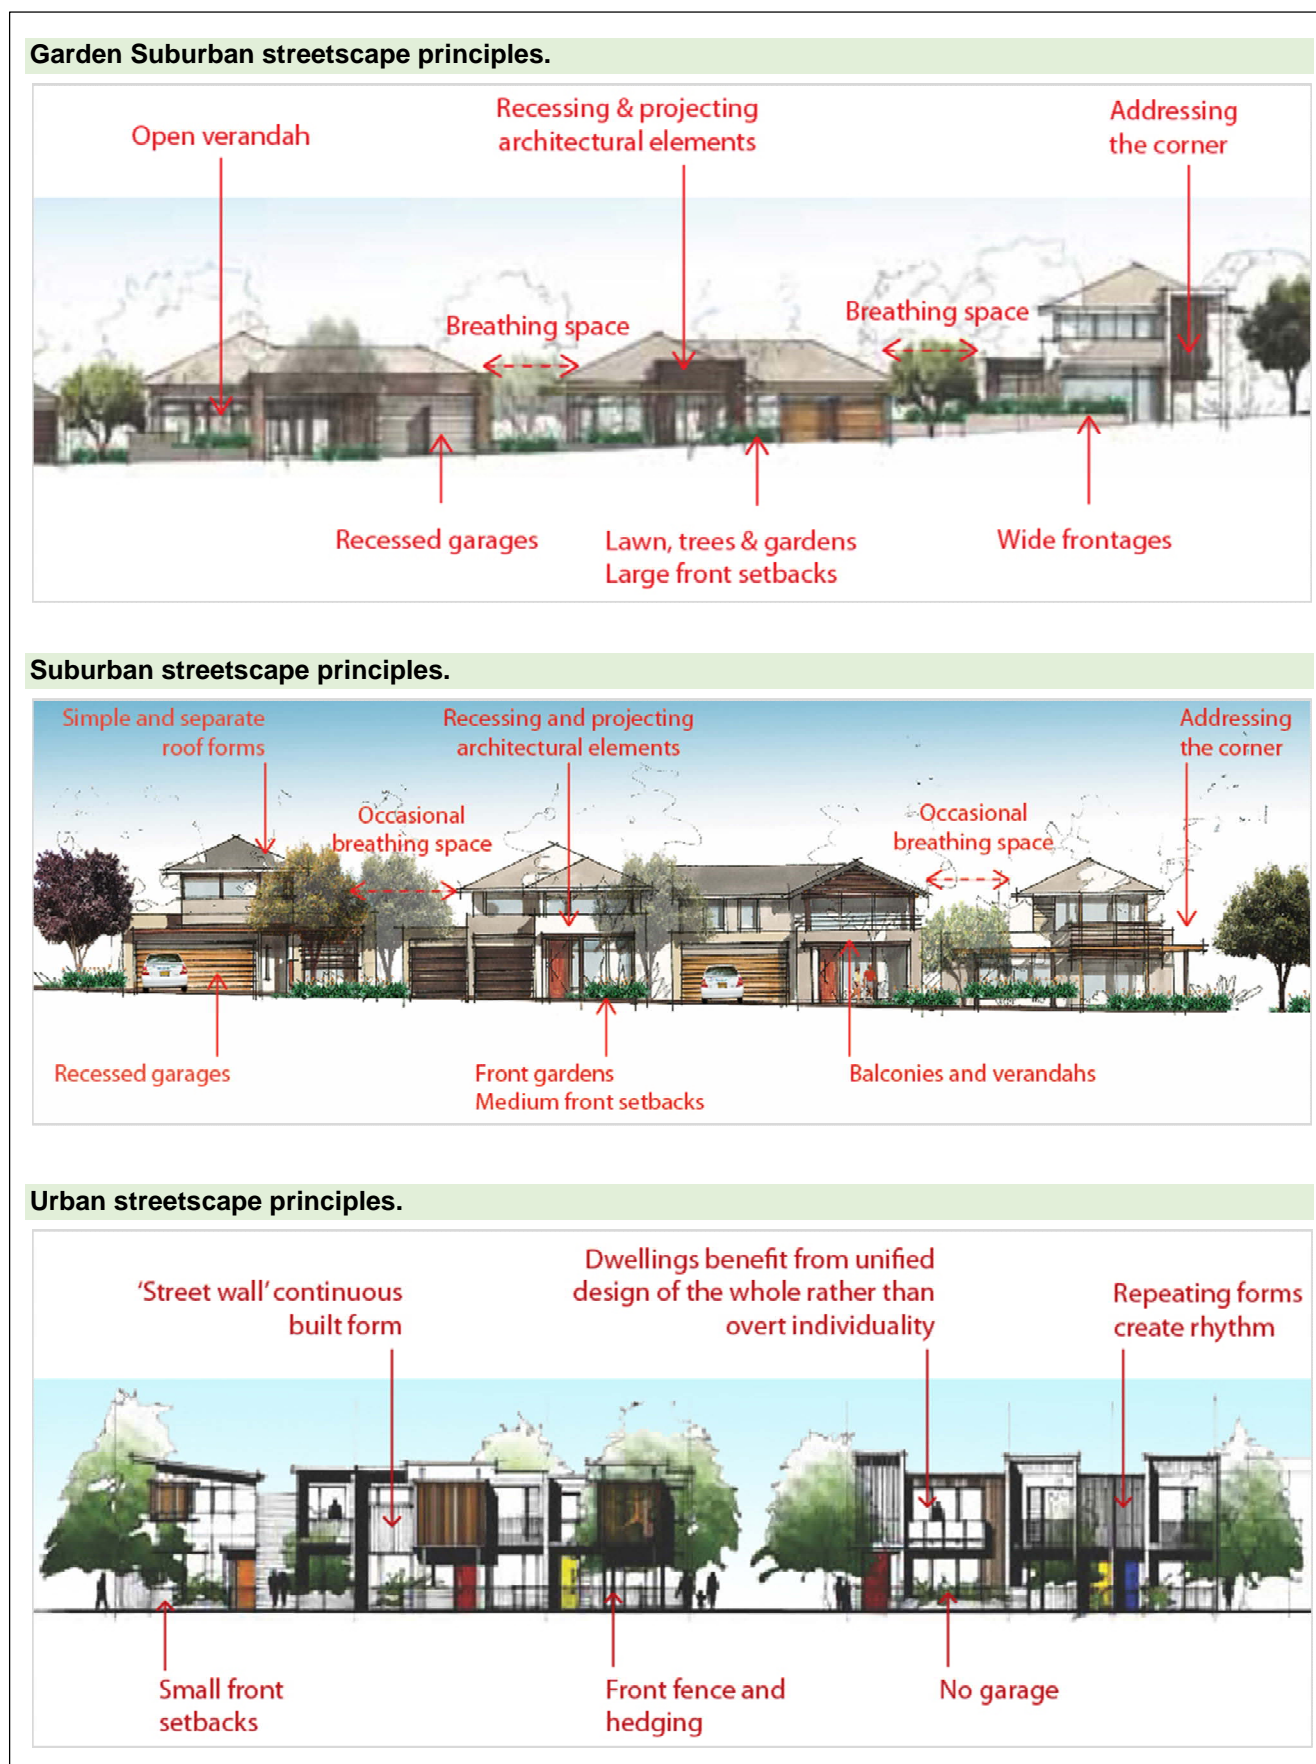 Garden Suburban streetscape principles.
Open verandah
Recessing & projecting
architectural elements
Addressing
the corner
Breathing space
Breathing space
Recessed garages
Lawn, trees & gardens
Large front setbacks
Wide frontages
Suburban streetscape principles.
Simple and separate
roof forms
Recessing and projecting
architectural elements
Addressing
the corner
Occasional
breathing space
Occasional
breathing space
Recessed garages
Front gardens
Medium front setbacks
Balconies and verandahs
Urban streetscape principles.
‘Street wall’ continuous
built form
Dwellings benefit from unified
design of the whole rather than
overt individuality
Repeating forms
create rhythm
Small front
setbacks
Front fence and
hedging
No garage